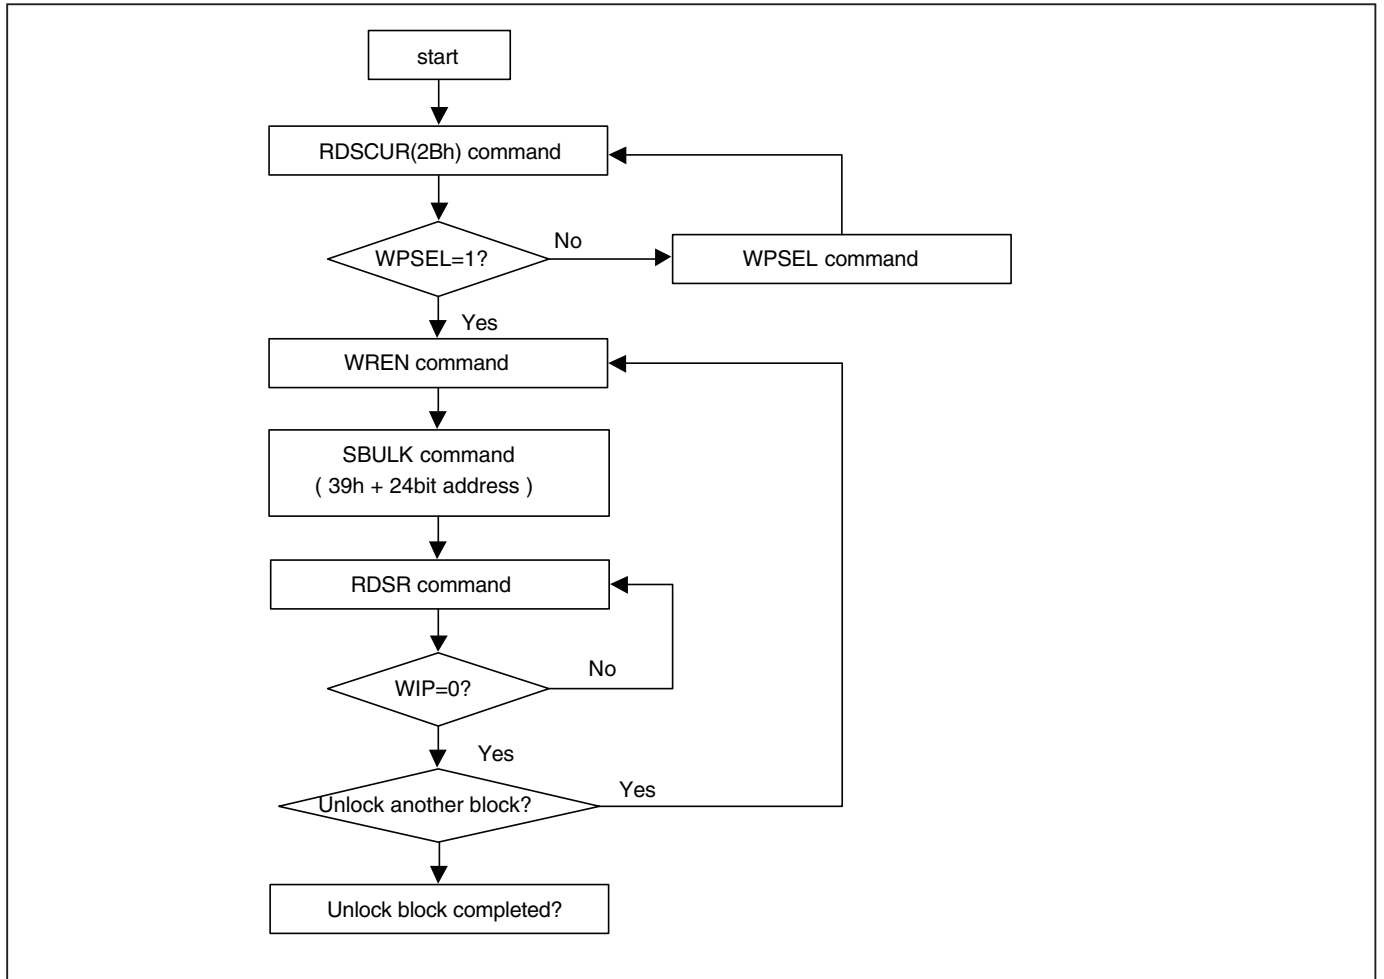 start
RDSCUR(2Bh) command
WPSEL=1?
No
WPSEL command
Yes
WREN command
SBULK command
( 39h + 24bit address )
RDSR command
WIP=0?
No
Yes
Unlock another block?
Yes
Unlock block completed?